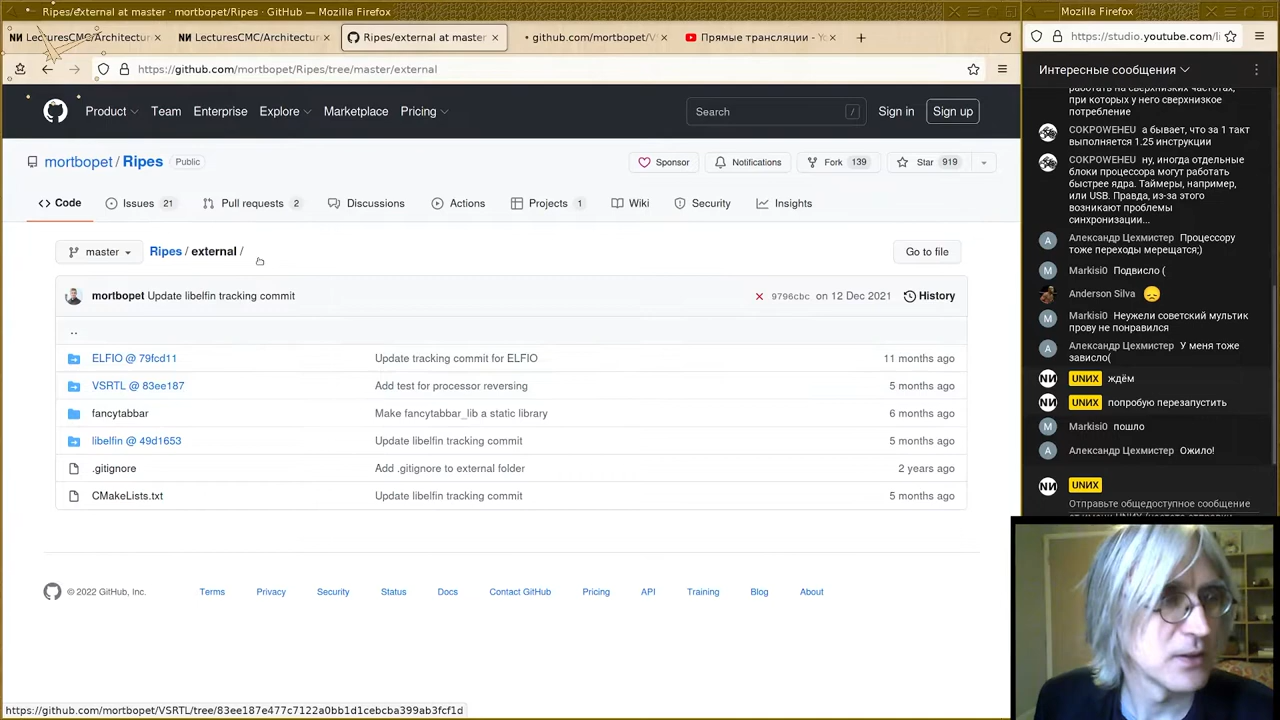 Ripes/external at master · mortbopet/Ripes · GitHub — Mozilla Firefox
Mozilla Firefox
LecturesCMC/Architectur
LecturesCMC/Architectur
Ripes/external at master
github.com/mortbopet/V
Прямые трансляции - Yo
https://github.com/mortbopet/Ripes/tree/master/external
https://studio.youtube.com/li
Интересные сообщения
Product
Team
Enterprise
Explore
Marketplace
Pricing
Search
/
Sign in
Sign up
mortbopet / Ripes
Public
Sponsor
Notifications
Fork 139
Star 919
Code
Issues 21
Pull requests 2
Discussions
Actions
Projects 1
Wiki
Security
Insights
master
Ripes / external /
Go to file
mortbopet Update libelfin tracking commit
9796cbc on 12 Dec 2021
History
..
ELFIO @ 79fcd11
Update tracking commit for ELFIO
11 months ago
VSRTL @ 83ee187
Add test for processor reversing
5 months ago
fancytabbar
Make fancytabbar_lib a static library
6 months ago
libelfin @ 49d1653
Update libelfin tracking commit
5 months ago
.gitignore
Add .gitignore to external folder
2 years ago
CMakeLists.txt
Update libelfin tracking commit
5 months ago
© 2022 GitHub, Inc.
Terms
Privacy
Security
Status
Docs
Contact GitHub
Pricing
API
Training
Blog
About
https://github.com/mortbopet/VSRTL/tree/83ee187e477c7122a0bb1d1cebcba399ab3fcf1d
работать на сверхнизких частотах,
при которых у него сверхнизкое
потребление
COKPOWEHEU а бывает, что за 1 такт
выполняется 1.25 инструкции
COKPOWEHEU ну, иногда отдельные
блоки процессора могут работать
быстрее ядра. Таймеры, например,
или USB. Правда, из-за этого
возникают проблемы
синхронизации...
Александр Цехмистер Процессору
тоже переходы мерещатся;)
Markisi0 Подвисло (
Anderson Silva
Markisi0 Неужели советский мультик
прову не понравился
Александр Цехмистер У меня тоже
зависло(
UNИX ждём
UNИX попробую перезапустить
Markisi0 пошло
Александр Цехмистер Ожило!
UNИX
Отправьте общедоступное сообщение